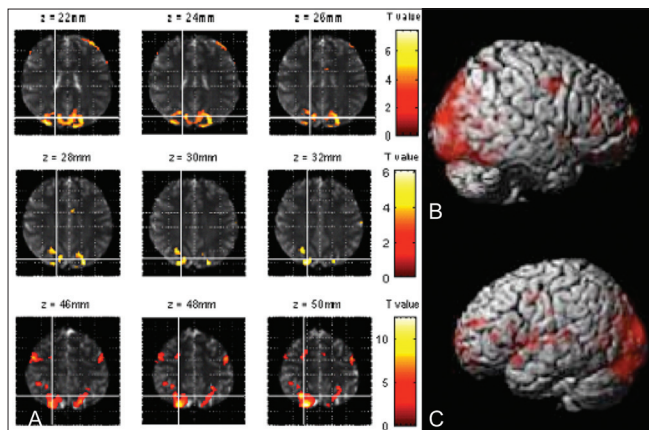 z = 22mm z = 24mm z = 26mm T value
6
4
2
0
z = 28mm z = 30mm z = 32mm T value
6
4
2
0
B
z = 46mm z = 48mm z = 50mm T value
10
5
0
A
C